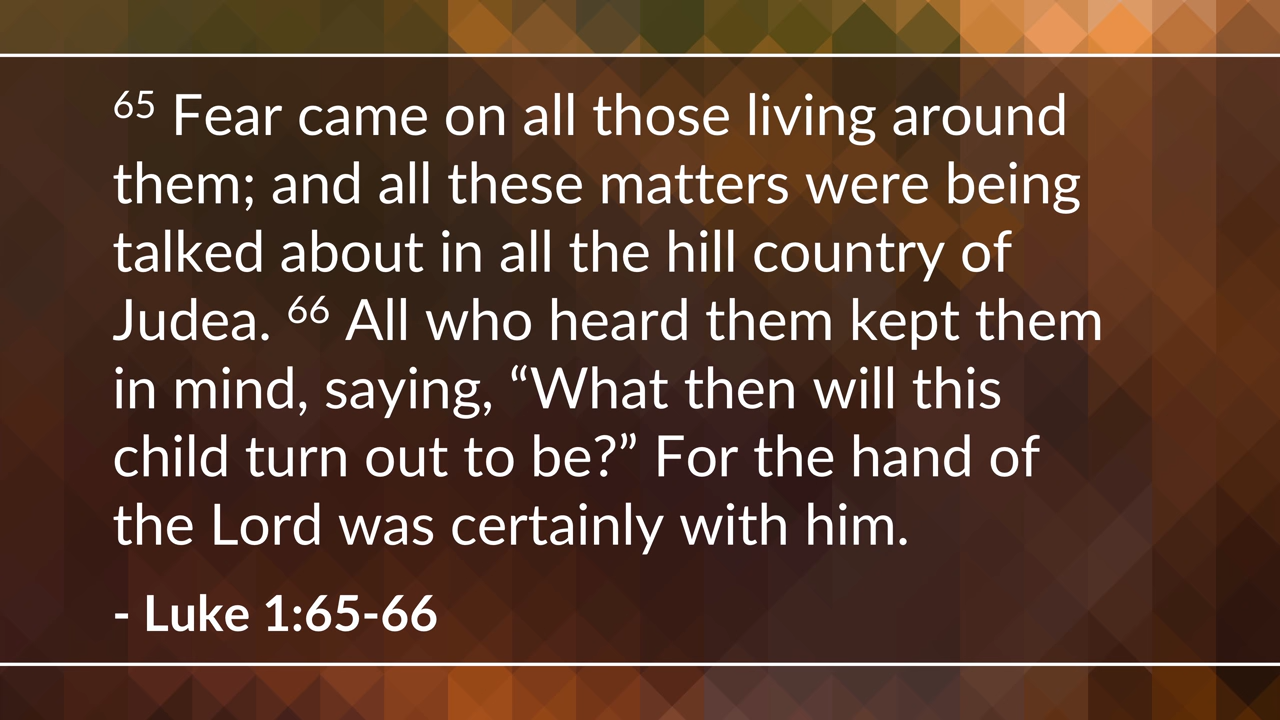 65 Fear came on all those living around
them; and all these matters were being
talked about in all the hill country of
Judea. 66 All who heard them kept them
in mind, saying, “What then will this
child turn out to be?” For the hand of
the Lord was certainly with him.
- Luke 1:65-66